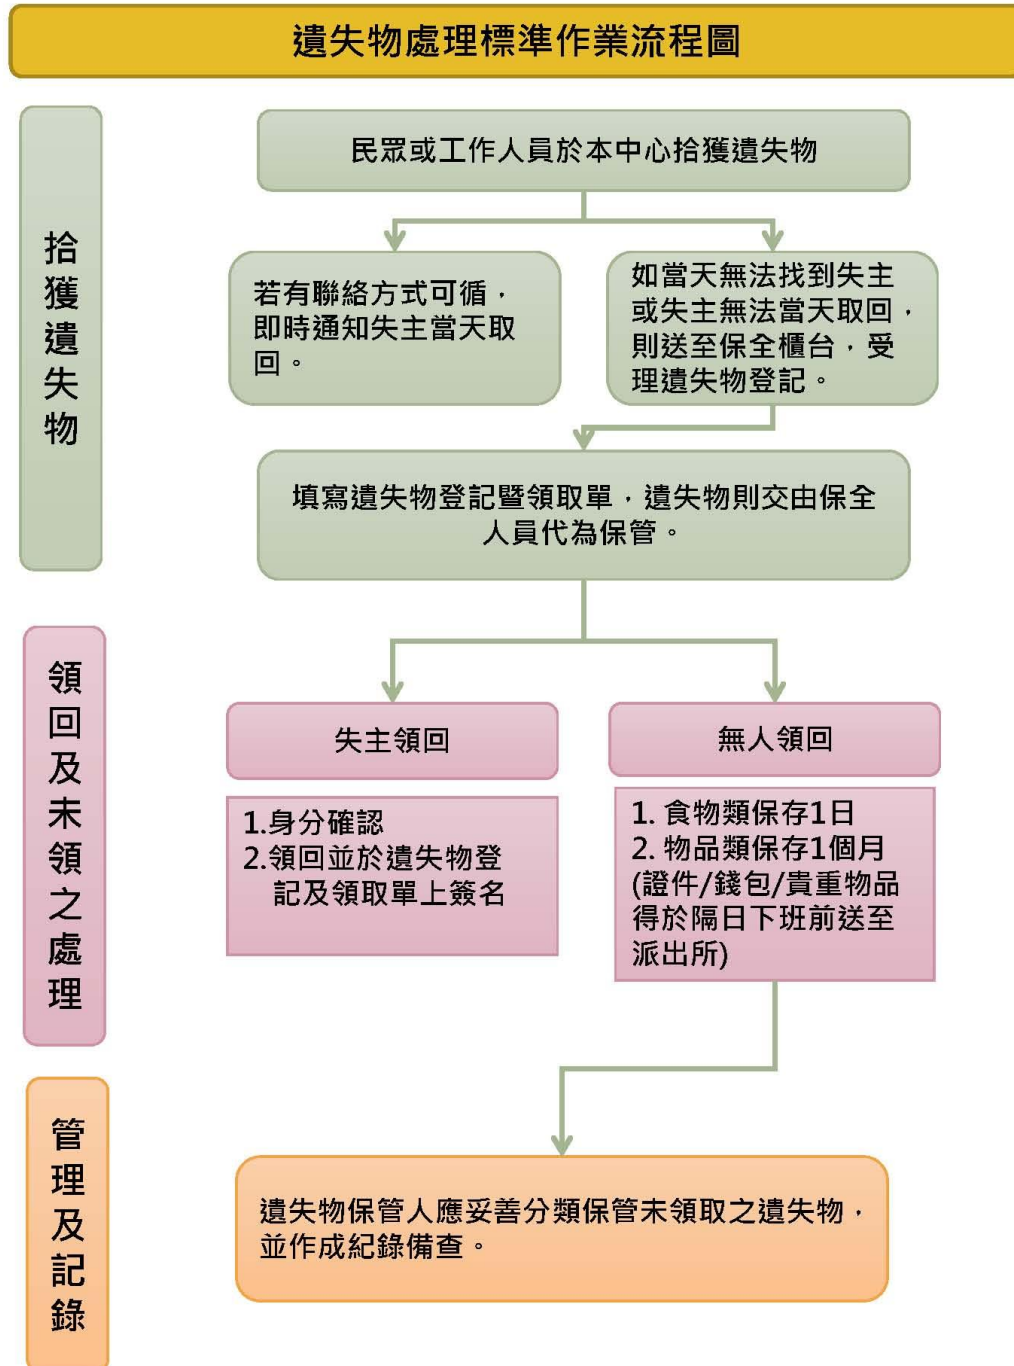 遺失物處理標準作業流程圖
拾獲遺失物
民眾或工作人員於本中心拾獲遺失物
若有聯絡方式可循，
即時通知失主當天取
回。
如當天無法找到失主
或失主無法當天取回，
則送至保全櫃台，受
理遺失物登記。
填寫遺失物登記暨領取單，遺失物則交由保全
人員代為保管。
領回及未領之處理
失主領回
1.身分確認
2.領回並於遺失物登
記及領取單上簽名
無人領回
1. 食物類保存1日
2. 物品類保存1個月
(證件/錢包/貴重物品
得於隔日下班前送至
派出所)
管理及記錄
遺失物保管人應妥善分類保管未領取之遺失物，
並作成紀錄備查。